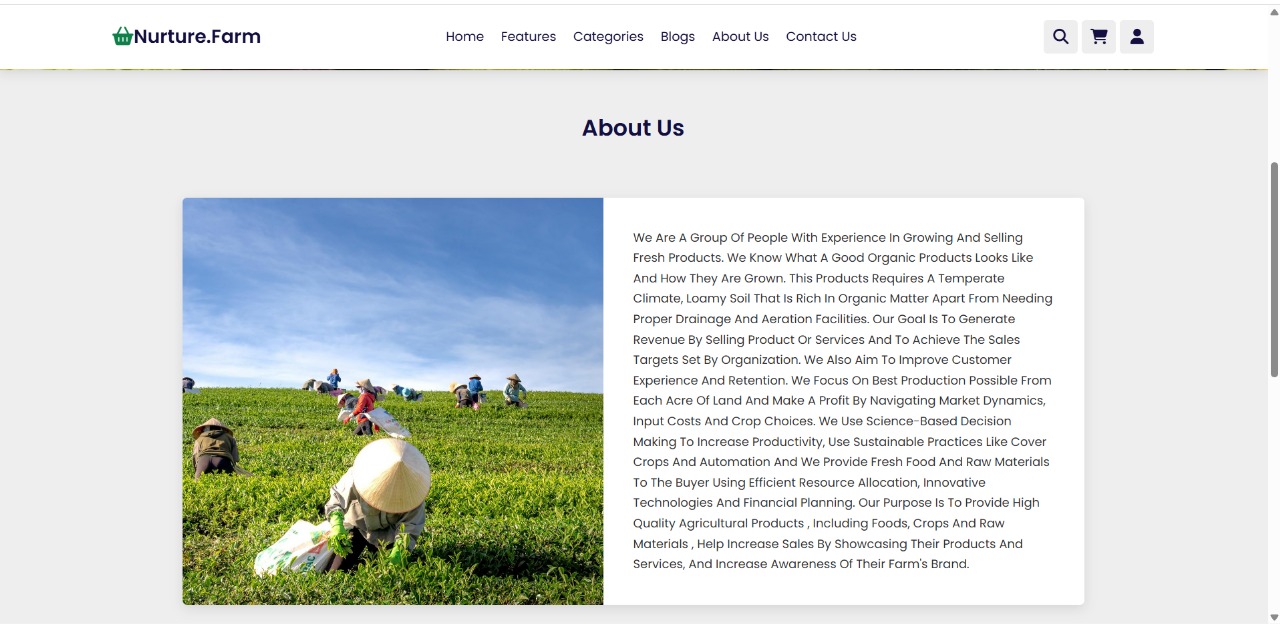 Nurture.Farm
Home Features Categories Blogs About Us Contact Us
About Us
We Are A Group Of People With Experience In Growing And Selling
Fresh Products. We Know What A Good Organic Products Looks Like
And How They Are Grown. This Products Requires A Temperate
Climate, Loamy Soil That Is Rich In Organic Matter Apart From Needing
Proper Drainage And Aeration Facilities. Our Goal Is To Generate
Revenue By Selling Product Or Services And To Achieve The Sales
Targets Set By Organization. We Also Aim To Improve Customer
Experience And Retention. We Focus On Best Production Possible From
Each Acre Of Land And Make A Profit By Navigating Market Dynamics,
Input Costs And Crop Choices. We Use Science-Based Decision
Making To Increase Productivity, Use Sustainable Practices Like Cover
Crops And Automation And We Provide Fresh Food And Raw Materials
To The Buyer Using Efficient Resource Allocation, Innovative
Technologies And Financial Planning. Our Purpose Is To Provide High
Quality Agricultural Products , Including Foods, Crops And Raw
Materials , Help Increase Sales By Showcasing Their Products And
Services, And Increase Awareness Of Their Farm's Brand.